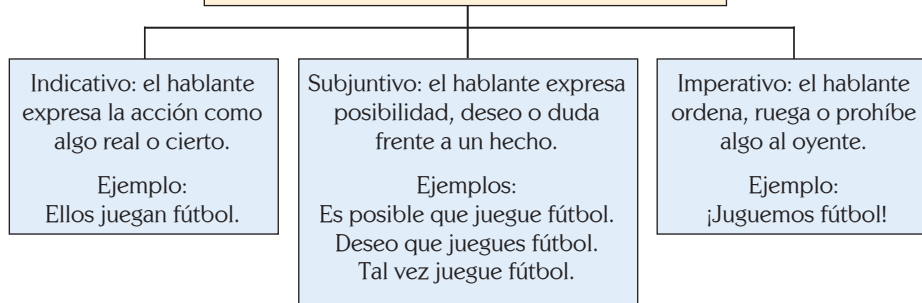 Indicativo: el hablante
expresa la acción como
algo real o cierto.
Ejemplo:
Ellos juegan fútbol.
Subjuntivo: el hablante expresa
posibilidad, deseo o duda
frente a un hecho.
Ejemplos:
Es posible que juegue fútbol.
Deseo que juegues fútbol.
Tal vez juegue fútbol.
Imperativo: el hablante
ordena, ruega o prohíbe
algo al oyente.
Ejemplo:
¡Juguemos fútbol!